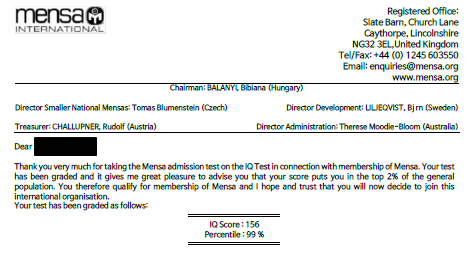 mensa
INTERNATIONAL
Registered Office:
Slate Barn, Church Lane
Caythorpe, Lincolnshire
NG32 3EL,United Kingdom
Tel/Fax: +44 (0) 1245 603550
Email: enquiries@mensa.org
www.mensa.org
Chairman: BALANYI, Bibiana (Hungary)
Director Smaller National Mensas: Tomas Blumenstein (Czech)
Director Development: LILJEQVIST, Bjrn (Sweden)
Treasurer: CHALLUPNER, Rudolf (Austria)
Director Administration: Therese Moodie-Bloom (Australia)
Dear
Thank you very much for taking the Mensa admission test on the IQ Test in connection with membership of Mensa. Your test
has been graded and it gives me great pleasure to advise you that your score puts you in the top 2% of the general
population. You therefore qualify for membership of Mensa and I hope and trust that you will now decide to join this
international organisation.
Your test has been graded as follows:
IQ Score : 156
Percentile : 99 %